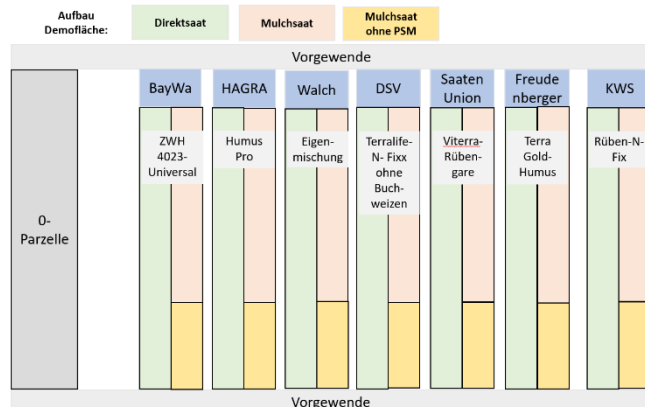 Aufbau
Demofläche:
Direktsaat
Mulchsaat
Mulchsaat
ohne PSM
Vorgewende
0-
Parzelle
BayWa
HAGRA
Walch
DSV
Saaten
Union
Freude
nberger
KWS
ZWH
4023-
Universal
Humus
Pro
Eigen-
mischung
Terralife-
N- Fixx
ohne
Buch-
weizen
Viterra-
Rüben-
gare
Terra
Gold-
Humus
Rüben-N-
Fix
Vorgewende